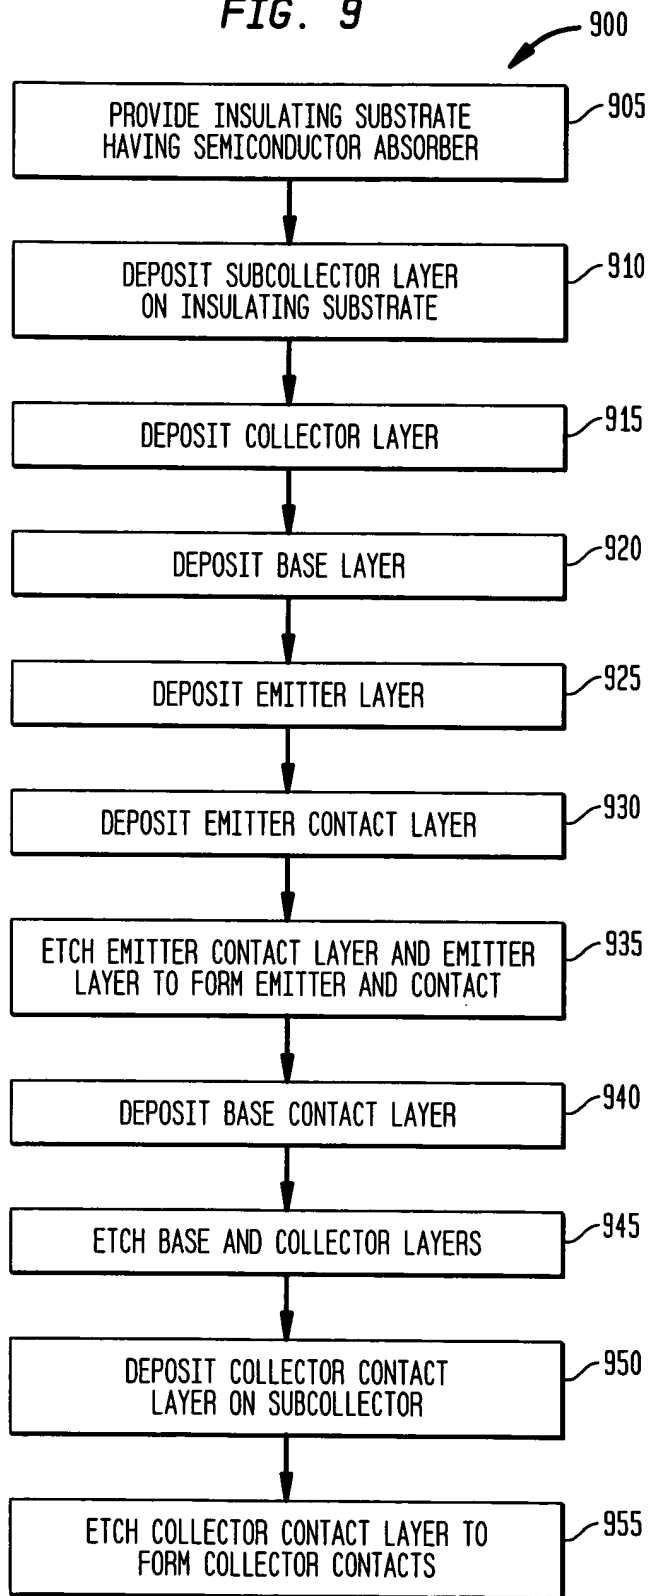 FIG. 9
900
PROVIDE INSULATING SUBSTRATE
HAVING SEMICONDUCTOR ABSORBER
905
DEPOSIT SUBCOLLECTOR LAYER
ON INSULATING SUBSTRATE
910
DEPOSIT COLLECTOR LAYER
915
DEPOSIT BASE LAYER
920
DEPOSIT EMITTER LAYER
925
DEPOSIT EMITTER CONTACT LAYER
930
ETCH EMITTER CONTACT LAYER AND EMITTER
LAYER TO FORM EMITTER AND CONTACT
935
DEPOSIT BASE CONTACT LAYER
940
ETCH BASE AND COLLECTOR LAYERS
945
DEPOSIT COLLECTOR CONTACT
LAYER ON SUBCOLLECTOR
950
ETCH COLLECTOR CONTACT LAYER TO
FORM COLLECTOR CONTACTS
955